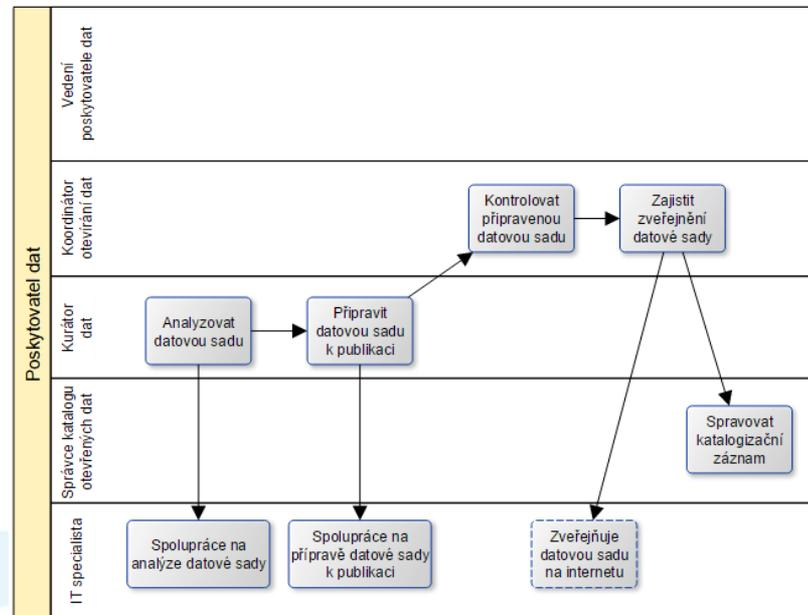 Poskytovatel dat
Vedení
poskytovatele dat
Koordinátor
otevírání dat
Kontrolovat
připravenou
datovou sadu
Zajistit
zveřejnění
datové sady
Kurátor
dat
Analyzovat
datovou sadu
Připravit
datovou sadu
k publikaci
Správce katalogu
otevřených dat
Spravovat
katalogizační
záznam
IT specialista
Spolupráce na
analýze datové sady
Spolupráce na
přípravě datové sady
k publikaci
Zveřejňuje
datovou sadu
na internetu